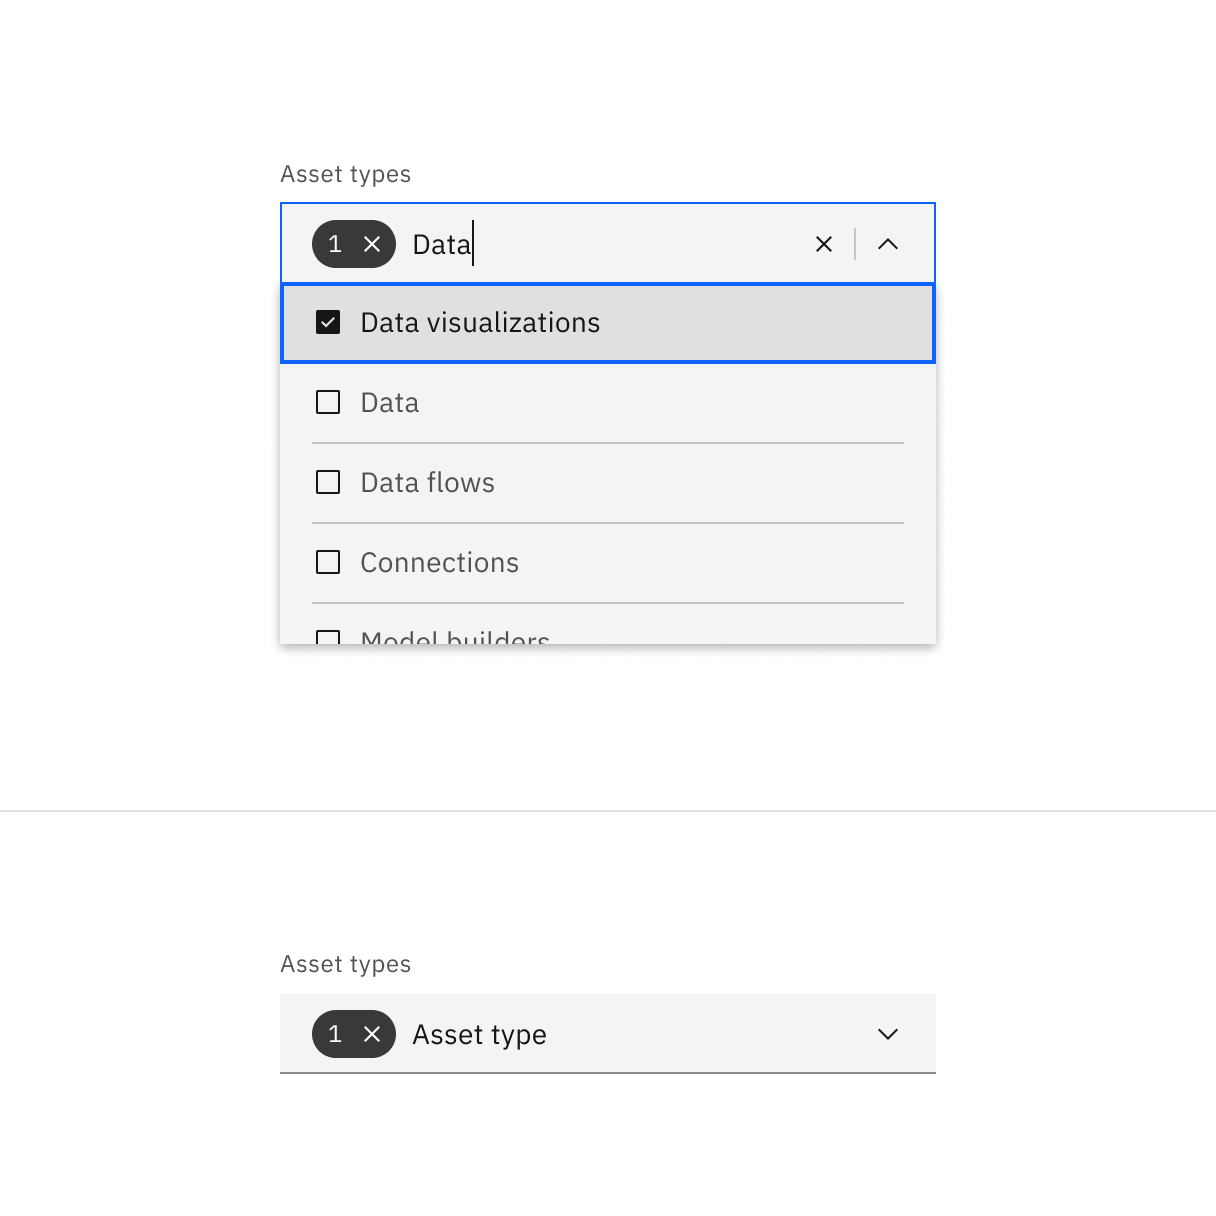 Asset types
1 Data
Data visualizations
Data
Data flows
Connections
Model builders
Asset types
1 Asset type